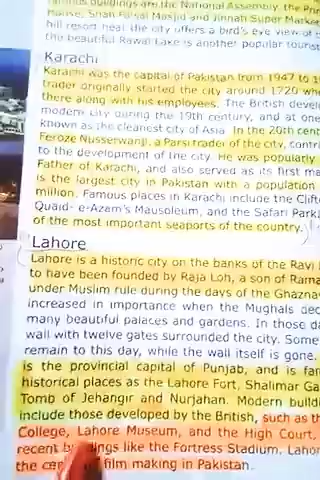 famous buildings are the National Assembly, the Pri
House, Shah Faisal Masjid and Jinnah Super Market
hill resort near the city offers a bird's eye view of
the beautiful Rawal Lake is another popular tourist
Karachi
Karachi was the capital of Pakistan from 1947 to 19
trader originally started the city around 1720 whe
there along with his employees. The British devel
modern city during the 19th century, and at one
known as the cleanest city of Asia. In the 20th cent
Feroze Nusserwanji, a Parsi trader of the city, contri
to the development of the city. He was popularly
Father of Karachi, and also served as its first ma
is the largest city in Pakistan with a population
million. Famous places in Karachi include the Clift
Quaid- e-Azam's Mausoleum, and the Safari Park.
of the most important seaports of the country.
Lahore
Lahore is a historic city on the banks of the Ravi
to have been founded by Raja Loh, a son of Rama
under Muslim rule during the days of the Ghazna
increased in importance when the Mughals dec
many beautiful palaces and gardens. In those da
wall with twelve gates surrounded the city. Some
remain to this day, while the wall itself is gone.
is the provincial capital of Punjab, and is fam
historical places as the Lahore Fort, Shalimar Ga
Tomb of Jehangir and Nurjahan. Modern buildi
include those developed by the British, such as th
College, Lahore Museum, and the High Court,
recent like the Fortress Stadium. Lahor
the film making in Pakistan.